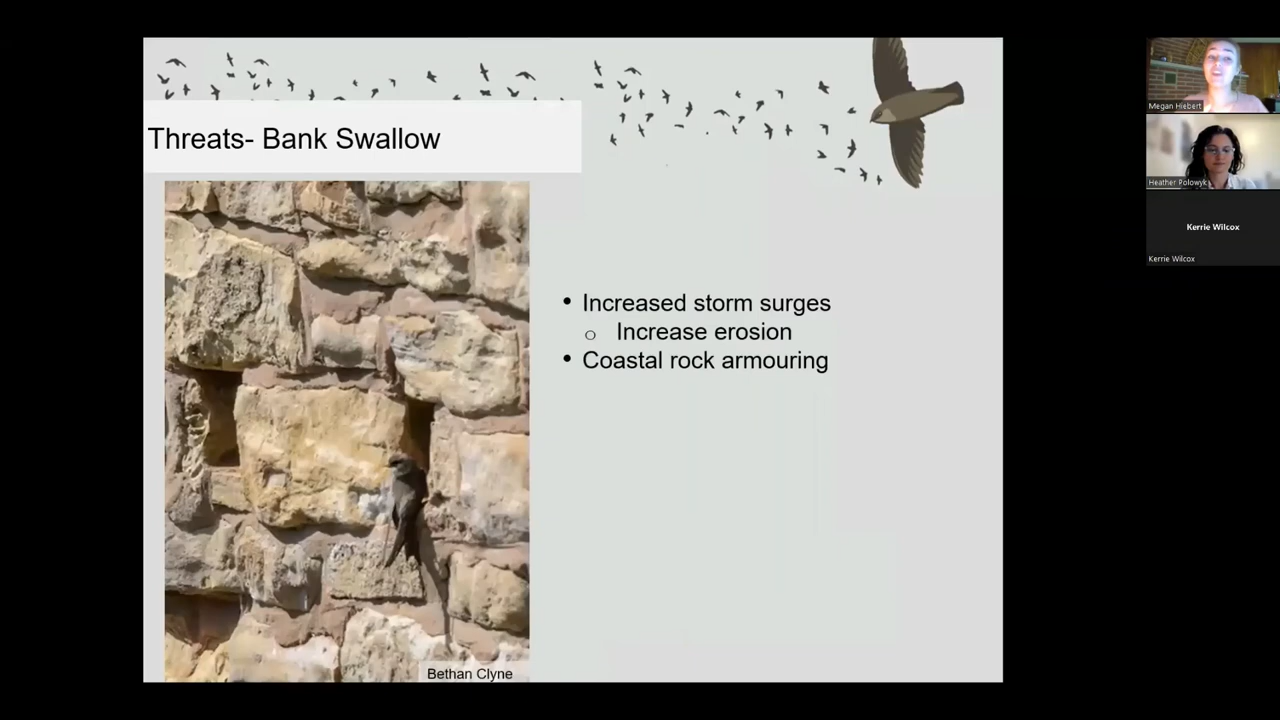 Threats- Bank Swallow
• Increased storm surges
○ Increase erosion
• Coastal rock armouring
Bethan Clyne
Megan Hiebert
Heather Polowyk
Kerrie Wilcox
Kerrie Wilcox